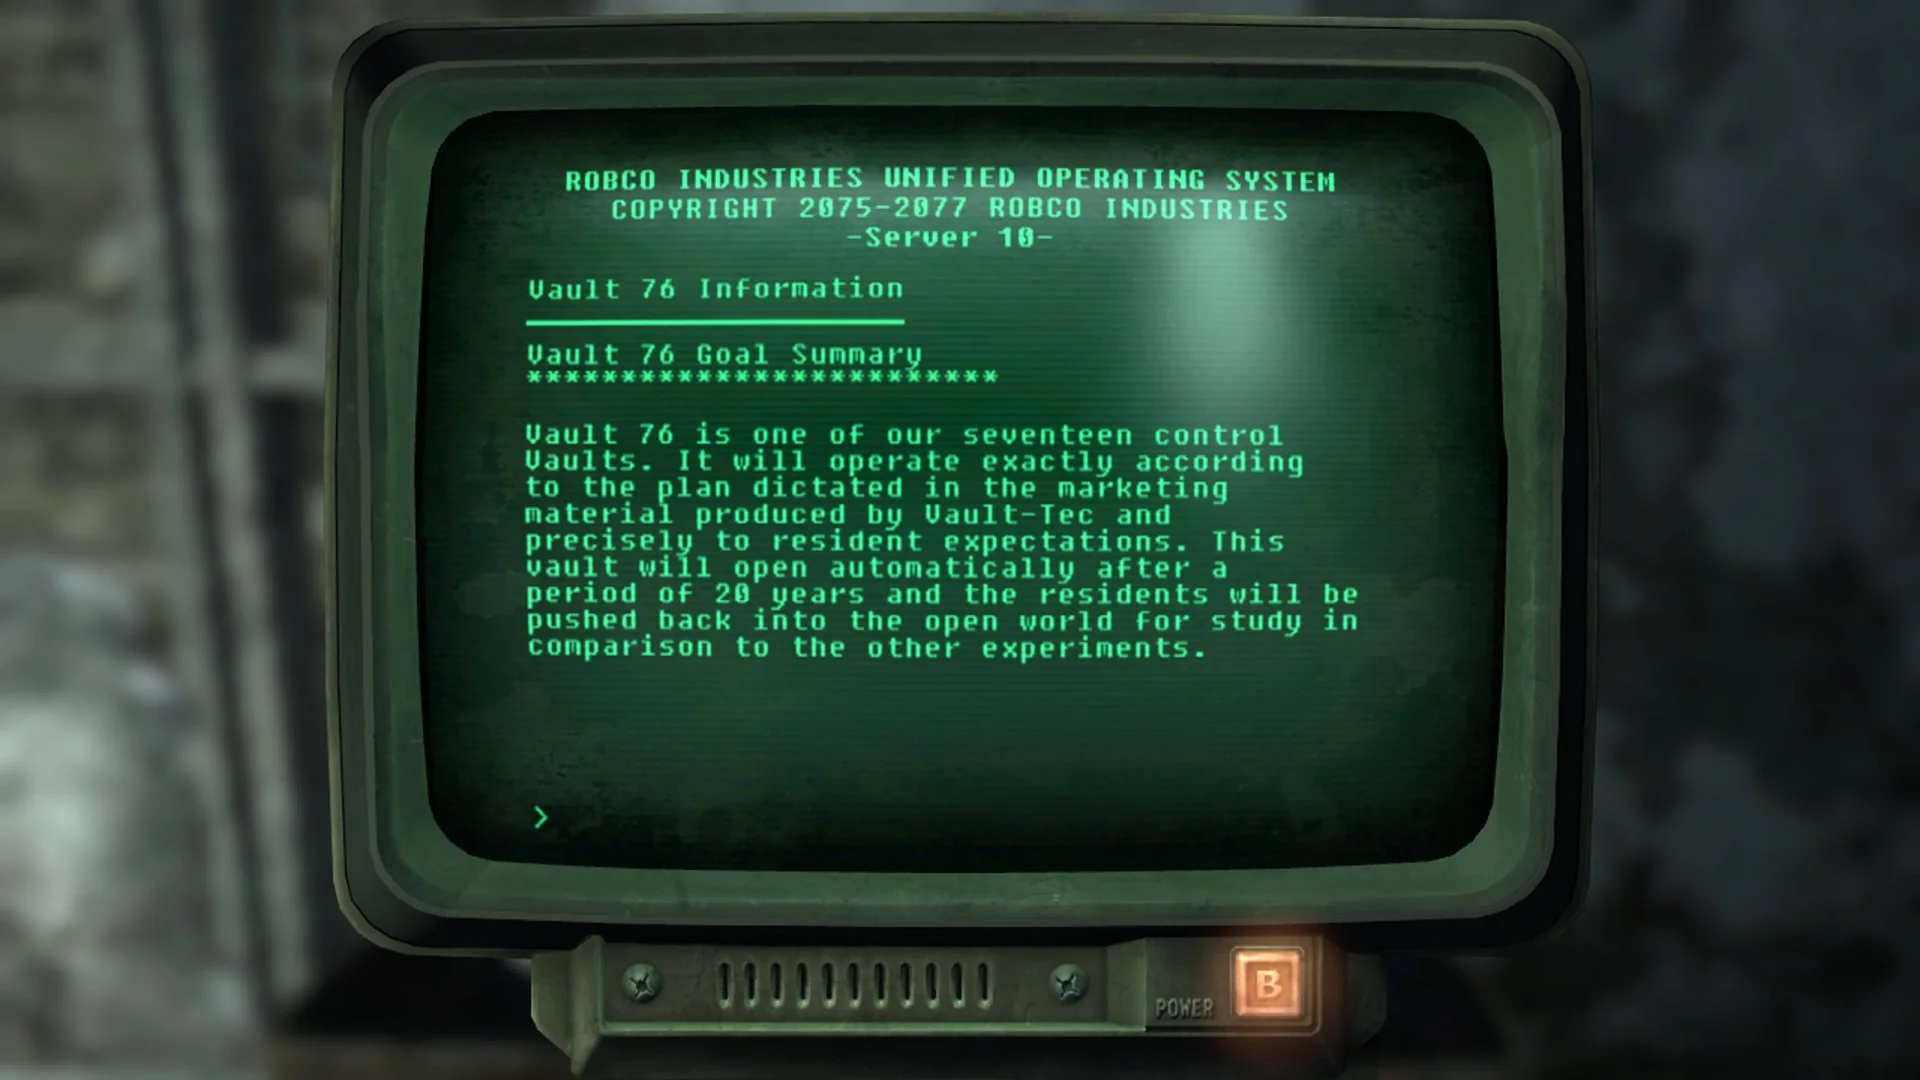 ROBCO INDUSTRIES UNIFIED OPERATING SYSTEM
COPYRIGHT 2075-2077 ROBCO INDUSTRIES
-Server 10-
Vault 76 Information
Vault 76 Goal Summary
*************************
Vault 76 is one of our seventeen control
Vaults. It will operate exactly according
to the plan dictated in the marketing
material produced by Vault-Tec and
precisely to resident expectations. This
vault will open automatically after a
period of 20 years and the residents will be
pushed back into the open world for study in
comparison to the other experiments.
>
POWER
B